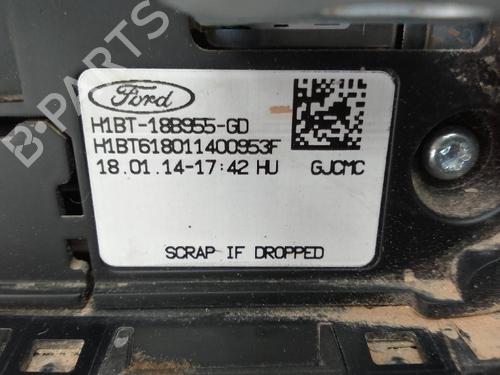 B-PARTS
Ford
H1BT-18B955-GD
H1BT618011400953F
18.01.14-17:42 HU GJCMC
SCRAP IF DROPPED